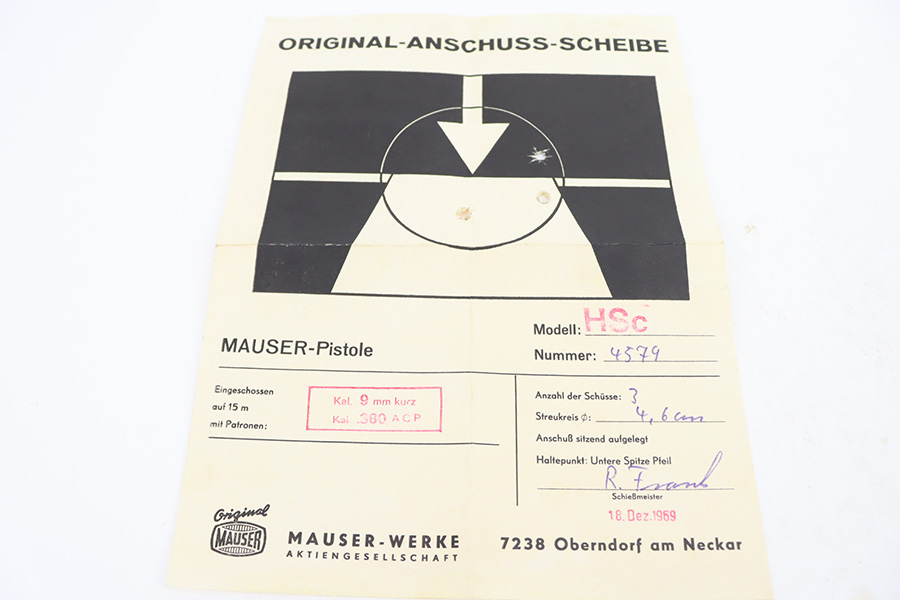 ORIGINAL-ANSCHUSS-SCHEIBE
Modell: HSc
MAUSER-Pistole
Nummer: 4579
Eingeschossen
auf 15 m
mit Patronen:
Kal. 9 mm kurz
Kal. .380 ACP
Anzahl der Schüsse: 3
Streukreis ∅: 4,6 cm
Anschuß sitzend aufgelegt
Haltepunkt: Untere Spitze Pfeil
R. Frank
Schießmeister
18. Dez. 1969
Original
MAUSER
MAUSER-WERKE
AKTIENGESELLSCHAFT
7238 Oberndorf am Neckar